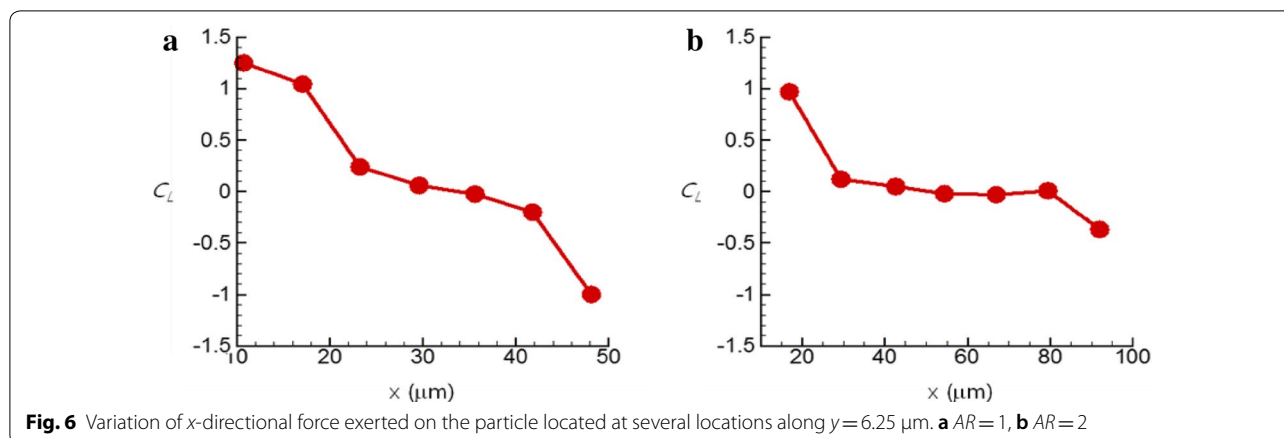 a
1.5
1
0.5
0
-0.5
-1
-1.5
C_L
10 20 30 40 50
x (μm)
b
1.5
1
0.5
0
-0.5
-1
-1.5
C_L
20 40 60 80 100
x (μm)
Fig. 6 Variation of x-directional force exerted on the particle located at several locations along y = 6.25 μm. a AR = 1, b AR = 2